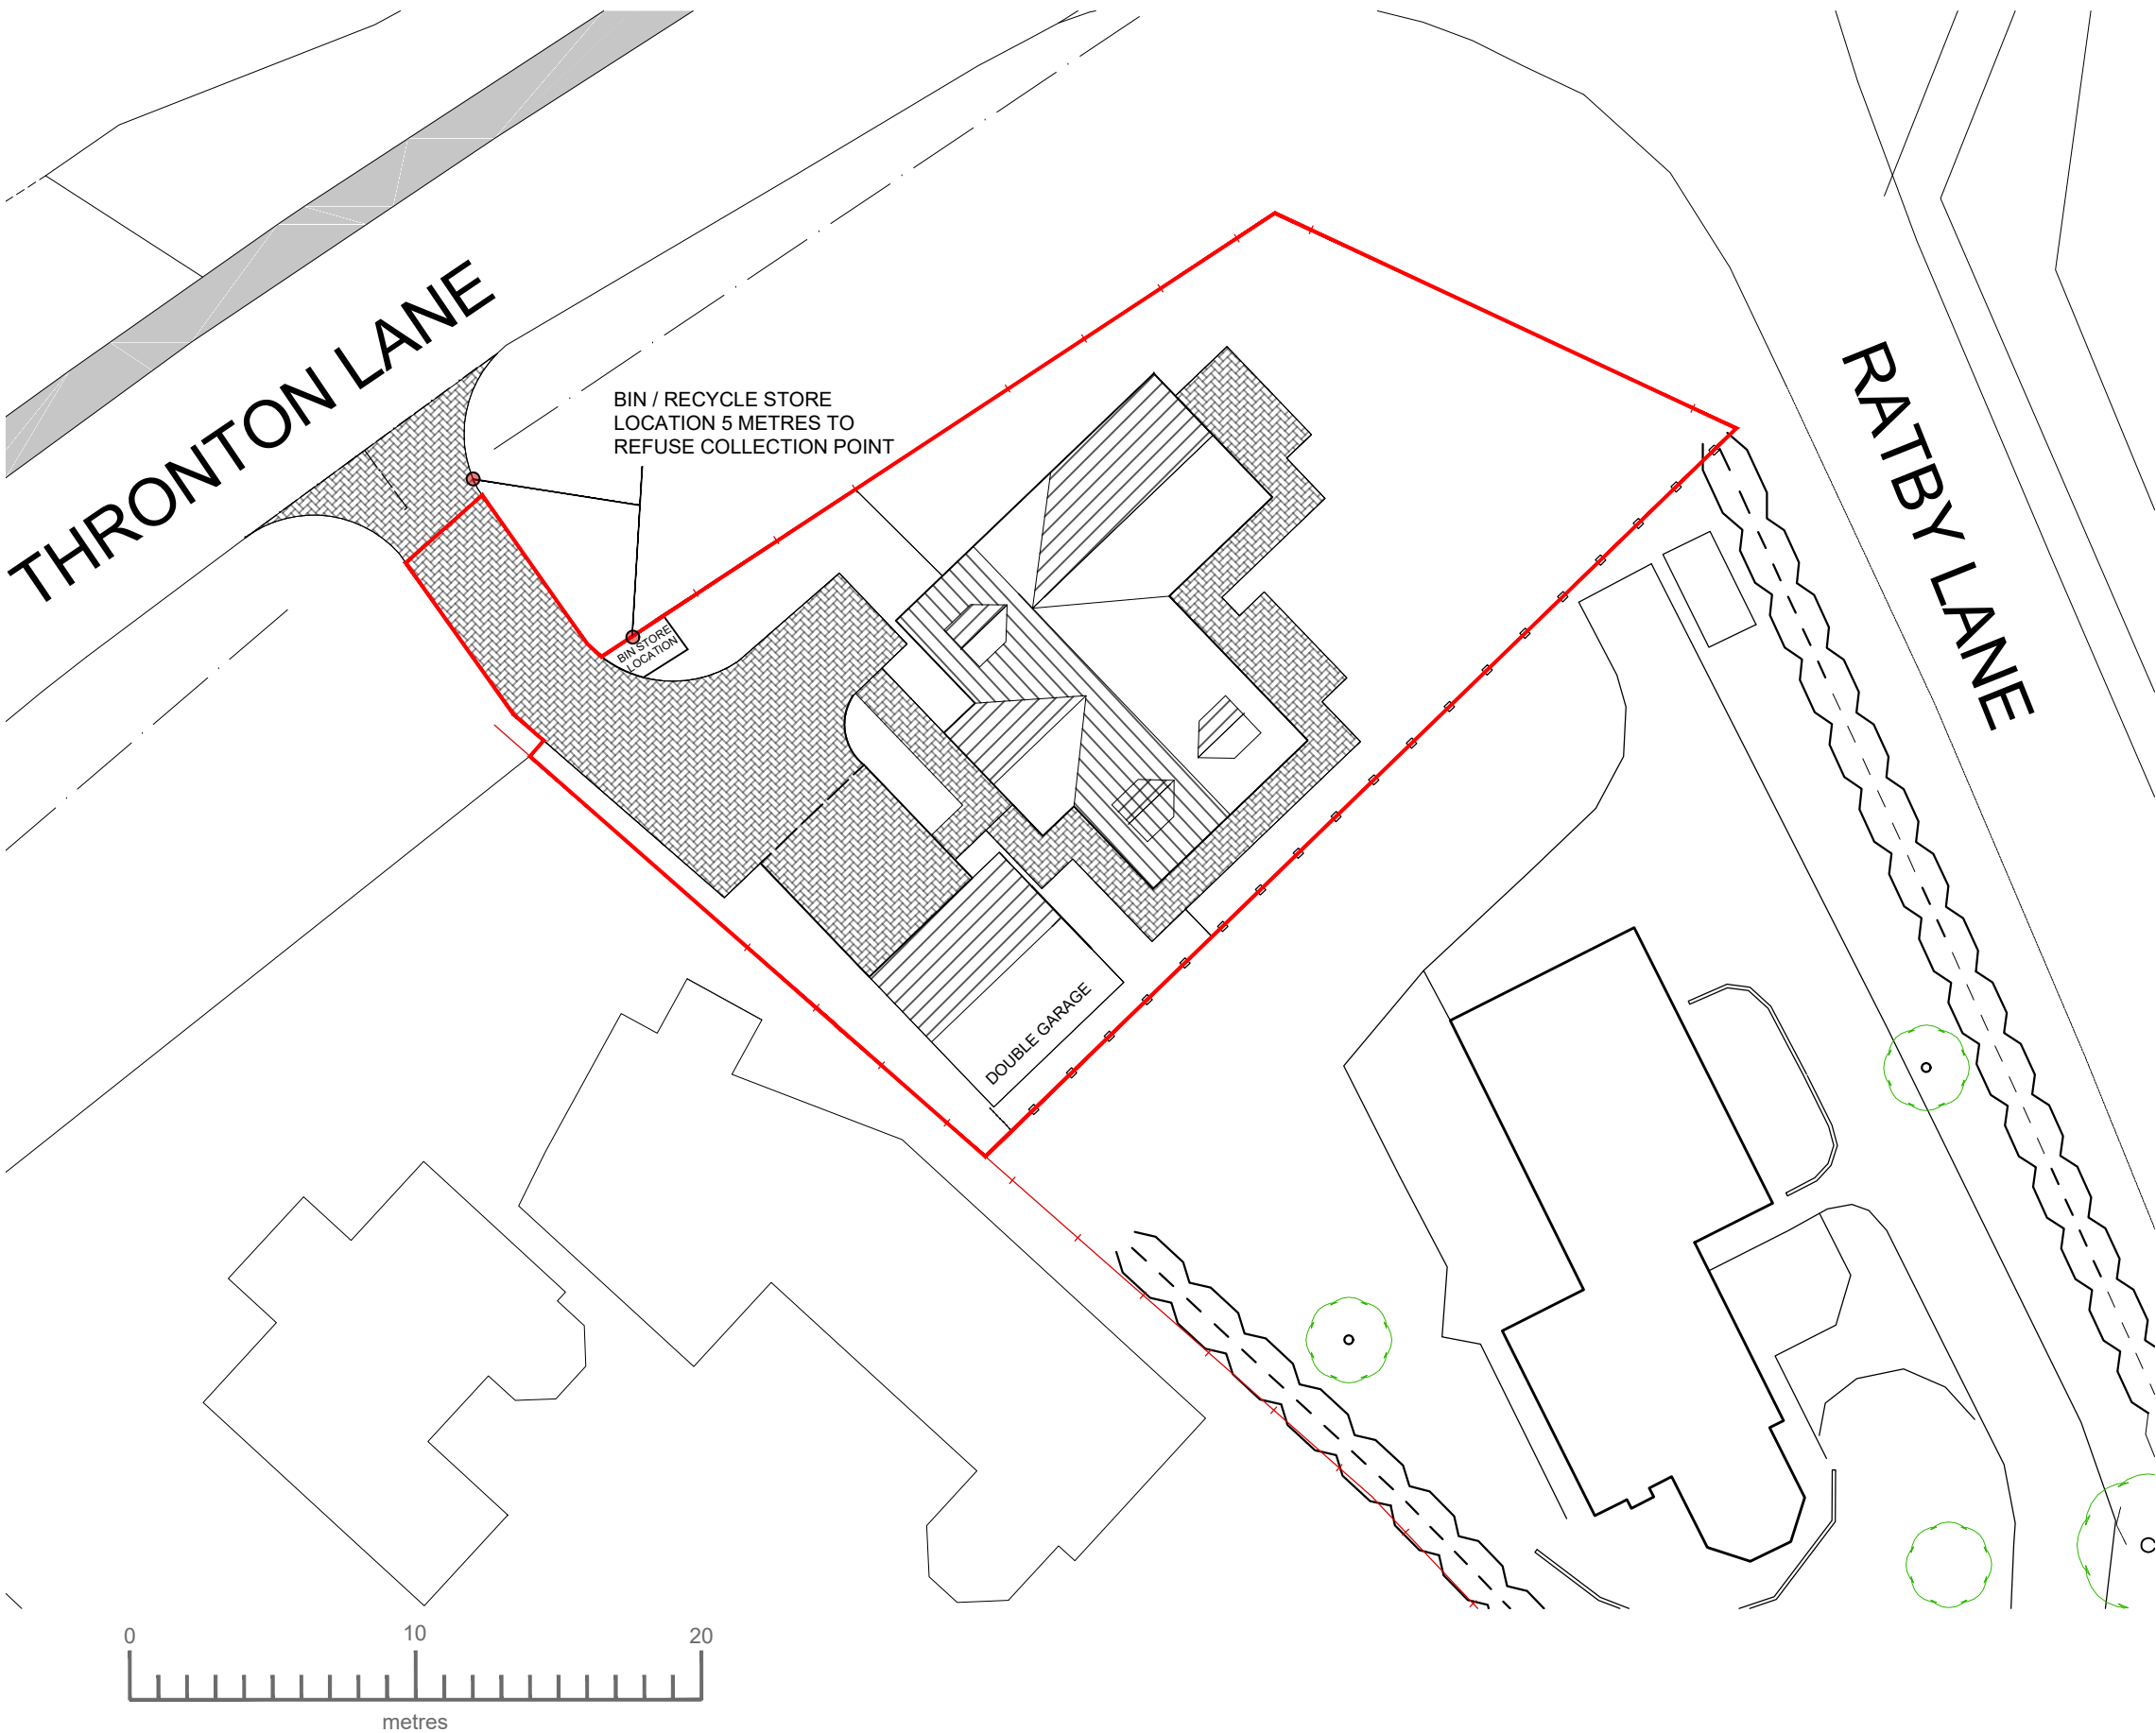 THRONTON LANE
BIN / RECYCLE STORE
LOCATION 5 METRES TO
REFUSE COLLECTION POINT
RATBY LANE
BIN STORE
LOCATION
DOUBLE GARAGE
0 10 20
metres